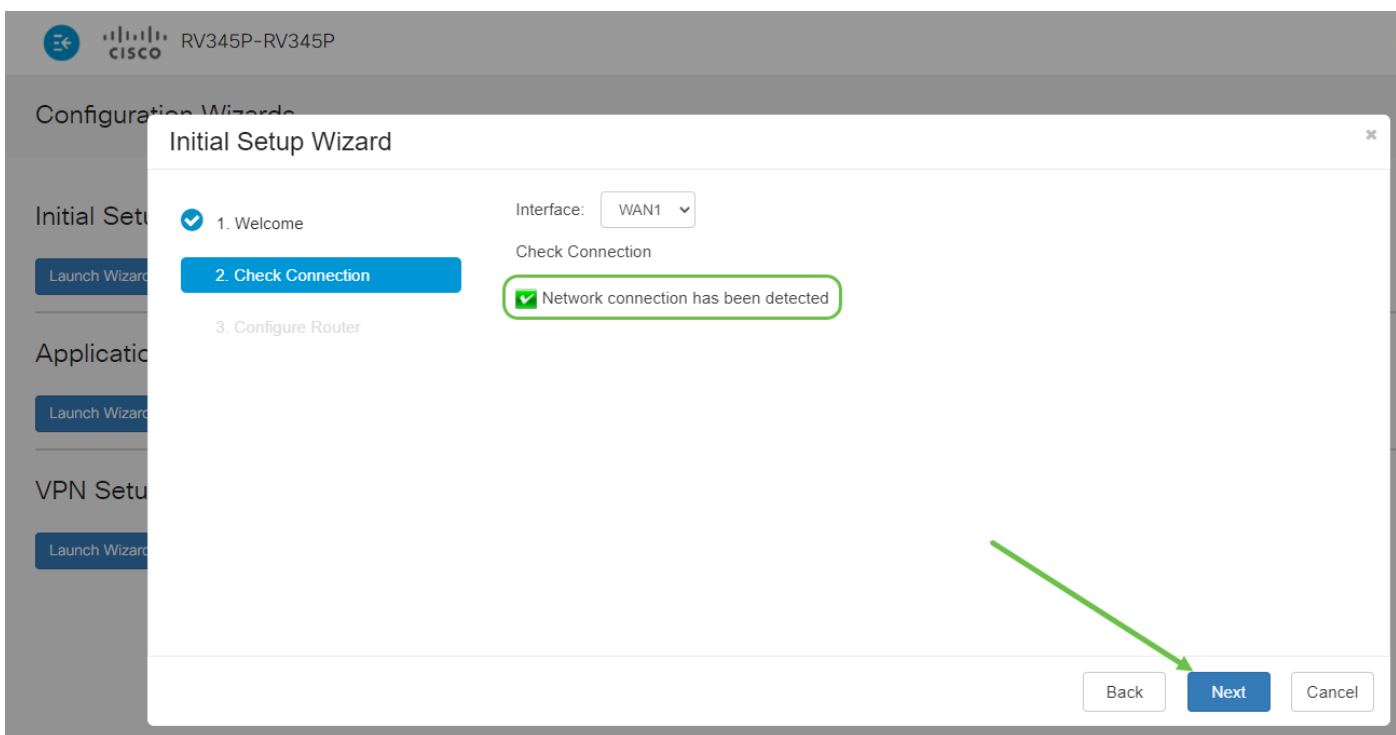 CISCO
RV345P-RV345P
Configuration Wizards
Initial Setup Wizard
×
Initial Setu
1. Welcome
Interface:
WAN1
Check Connection
Launch Wizard
2. Check Connection
Network connection has been detected
3. Configure Router
Applicatio
Launch Wizard
VPN Setu
Launch Wizard
Back
Next
Cancel